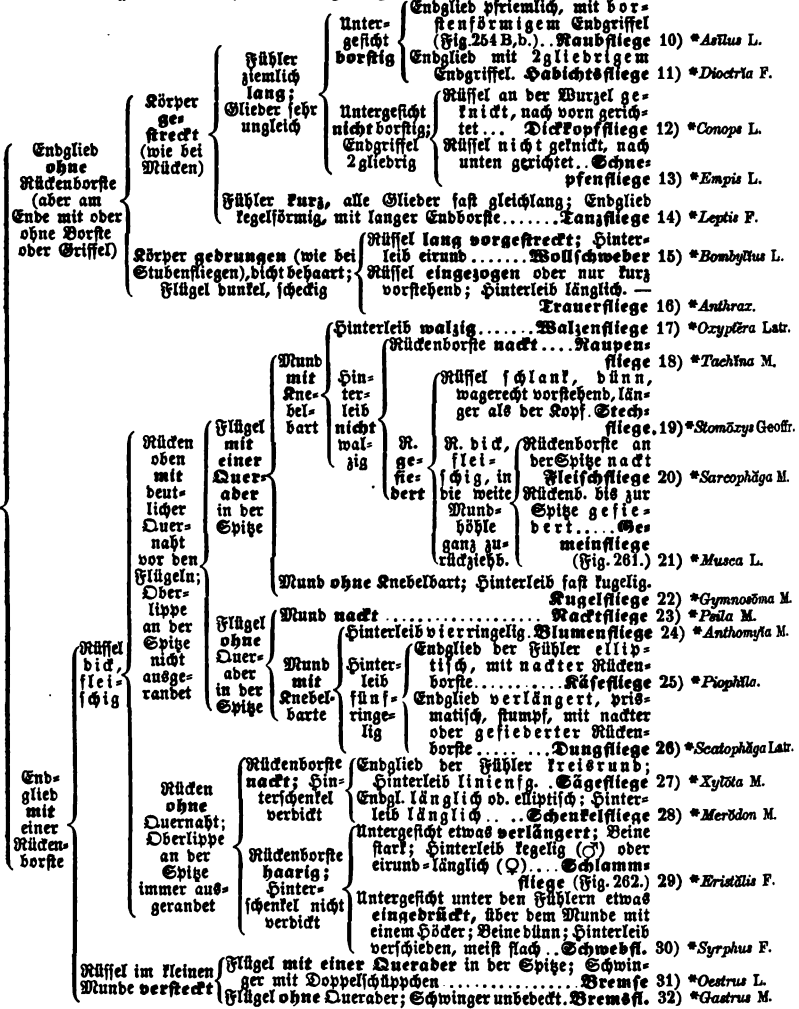 Endglied
ohne
Rückenborste
(aber am
Ende mit oder
ohne Borste
oder Griffel)
Körper
ge=
streckt
(wie bei
Mücken)
Fühler
ziemlich
lang;
Glieder sehr
ungleich
Unter=
gesicht
borstig
Endglied pfriemlich, mit bor=
stenförmigem Endgriffel
(Fig. 254 B, b.)..Raubfliege 10) *Asīlus L.
Endglied mit 2gliedrigem
Endgriffel. Habichtsfliege 11) *Dioctrĭa F.
Untergesicht
nicht borstig;
Endgriffel
2gliedrig
Rüssel an der Wurzel ge=
knickt, nach vorn gerich=
tet... Dickkopffliege 12) *Conops L.
Rüssel nicht geknickt, nach
unten gerichtet..Schne=
pfenfliege 13) *Empis L.
Fühler kurz, alle Glieder fast gleichlang; Endglied
kegelförmig, mit langer Endborste.......Tanzfliege 14) *Leptis F.
Körper gedrungen (wie bei
Stubenfliegen), dicht behaart;
Flügel dunkel, scheckig
Rüssel lang vorgestreckt; Hinter=
leib eirund.......Wollschweber 15) *Bombylĭus L.
Rüssel eingezogen oder nur kurz
vorstehend; Hinterleib länglich. —
Trauerfliege 16) *Anthrax.
End=
glied
mit
einer
Rücken=
borste
Rüssel
dick,
flei=
schig
Rücken
oben
mit
deut=
licher
Quer=
naht
vor den
Flügeln;
Ober=
lippe
an der
Spitze
nicht
ausge=
randet
Flügel
mit
einer
Quer=
ader
in der
Spitze
Mund
mit
Kne=
bel=
bart
Hinterleib walzig.......Walzenfliege 17) *Oxyptĕra Latr.
Hin=
ter=
leib
nicht
wal=
zig
Rückenborste nackt....Raupen=
fliege 18) *Tachīna M.
R.
ge=
fie=
dert
Rüssel schlank, dünn,
wagerecht vorstehend, län=
ger als der Kopf. Stech=
fliege. 19) *Stomōxys Geoffr.
R. dick,
flei=
schig, in
die weite
Mund=
höhle
ganz zu=
rückziehb.
Rückenborste an
der Spitze nackt
Fleischfliege 20) *Sarcophăga M.
Rückenb. bis zur
Spitze gefie=
dert.....Ge=
meinfliege
(Fig. 261.) 21) *Musca L.
Mund ohne Knebelbart; Hinterleib fast kugelig.
Kugelfliege 22) *Gymnosōma M.
Flügel
ohne
Quer=
ader
in der
Spitze
Mund nackt ..................Nacktfliege 23) *Psila M.
Mund
mit
Knebel=
barte
Hinterleib vierringelig. Blumenfliege 24) *Anthomyĭa M.
Hinter=
leib
fünf=
ringe=
lig
Endglied der Fühler ellip=
tisch, mit nackter Rücken=
borste.........Käsefliege 25) *Piophĭla.
Endglied verlängert, pris=
matisch, stumpf, mit nackter
oder gefiederter Rücken=
borste..... ...Dungfliege 26) *Scatophăga Latr.
Rücken
ohne
Quernaht;
Oberlippe
an der
Spitze
immer aus=
gerandet
Rückenborste
nackt; Hin=
terschenkel
verdickt
Endglied der Fühler kreisrund;
Hinterleib linienfg. .Sägefliege 27) *Xylōta M.
Endgl. länglich od. elliptisch; Hinter=
leib länglich .. ..Schenkelfliege 28) *Merŏdon M.
Rückenborste
haarig;
Hinter=
schenkel nicht
verdickt
Untergesicht etwas verlängert; Beine
stark; Hinterleib kegelig (♂) oder
eirund=länglich (♀)....Schlamm=
fliege (Fig. 262.) 29) *Eristălis F.
Untergesicht unter den Fühlern etwas
eingedrückt, über dem Munde mit
einem Höcker; Beine dünn; Hinterleib
verschieden, meist flach ..Schwebfl. 30) *Syrphus F.
Rüssel im kleinen
Munde versteckt
Flügel mit einer Querader in der Spitze; Schwin=
ger mit Doppelschüppchen................Bremse 31) *Oestrus L.
Flügel ohne Querader; Schwinger unbedeckt. Bremsfl. 32) *Gastrus M.